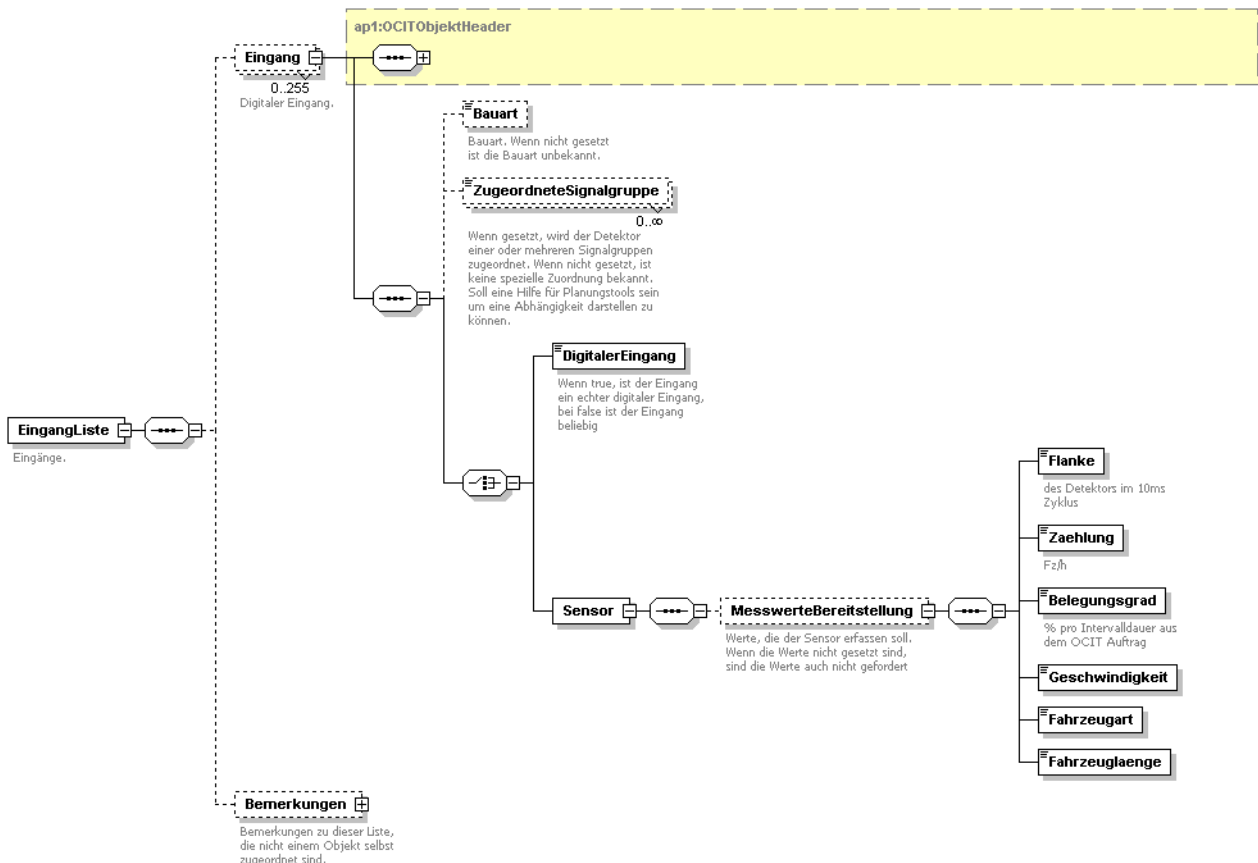 ap1:OCITObjektHeader
Eingang
0..255
Digitaler Eingang.
Bauart
Bauart. Wenn nicht gesetzt
ist die Bauart unbekannt.
ZugeordneteSignalgruppe
0..∞
Wenn gesetzt, wird der Detektor
einer oder mehreren Signalgruppen
zugeordnet. Wenn nicht gesetzt, ist
keine spezielle Zuordnung bekannt.
Soll eine Hilfe für Planungstools sein
um eine Abhängigkeit darstellen zu
können.
DigitalerEingang
Wenn true, ist der Eingang
ein echter digitaler Eingang,
bei false ist der Eingang
beliebig
EingangListe
Eingänge.
Flanke
des Detektors im 10ms
Zyklus
Zaehlung
Fz/h
Sensor
MesswerteBereitstellung
Werte, die der Sensor erfassen soll.
Wenn die Werte nicht gesetzt sind,
sind die Werte auch nicht gefordert
Belegungsgrad
% pro Intervalldauer aus
dem OCIT Auftrag
Geschwindigkeit
Fahrzeugart
Fahrzeuglaenge
Bemerkungen
Bemerkungen zu dieser Liste,
die nicht einem Objekt selbst
zugeordnet sind.